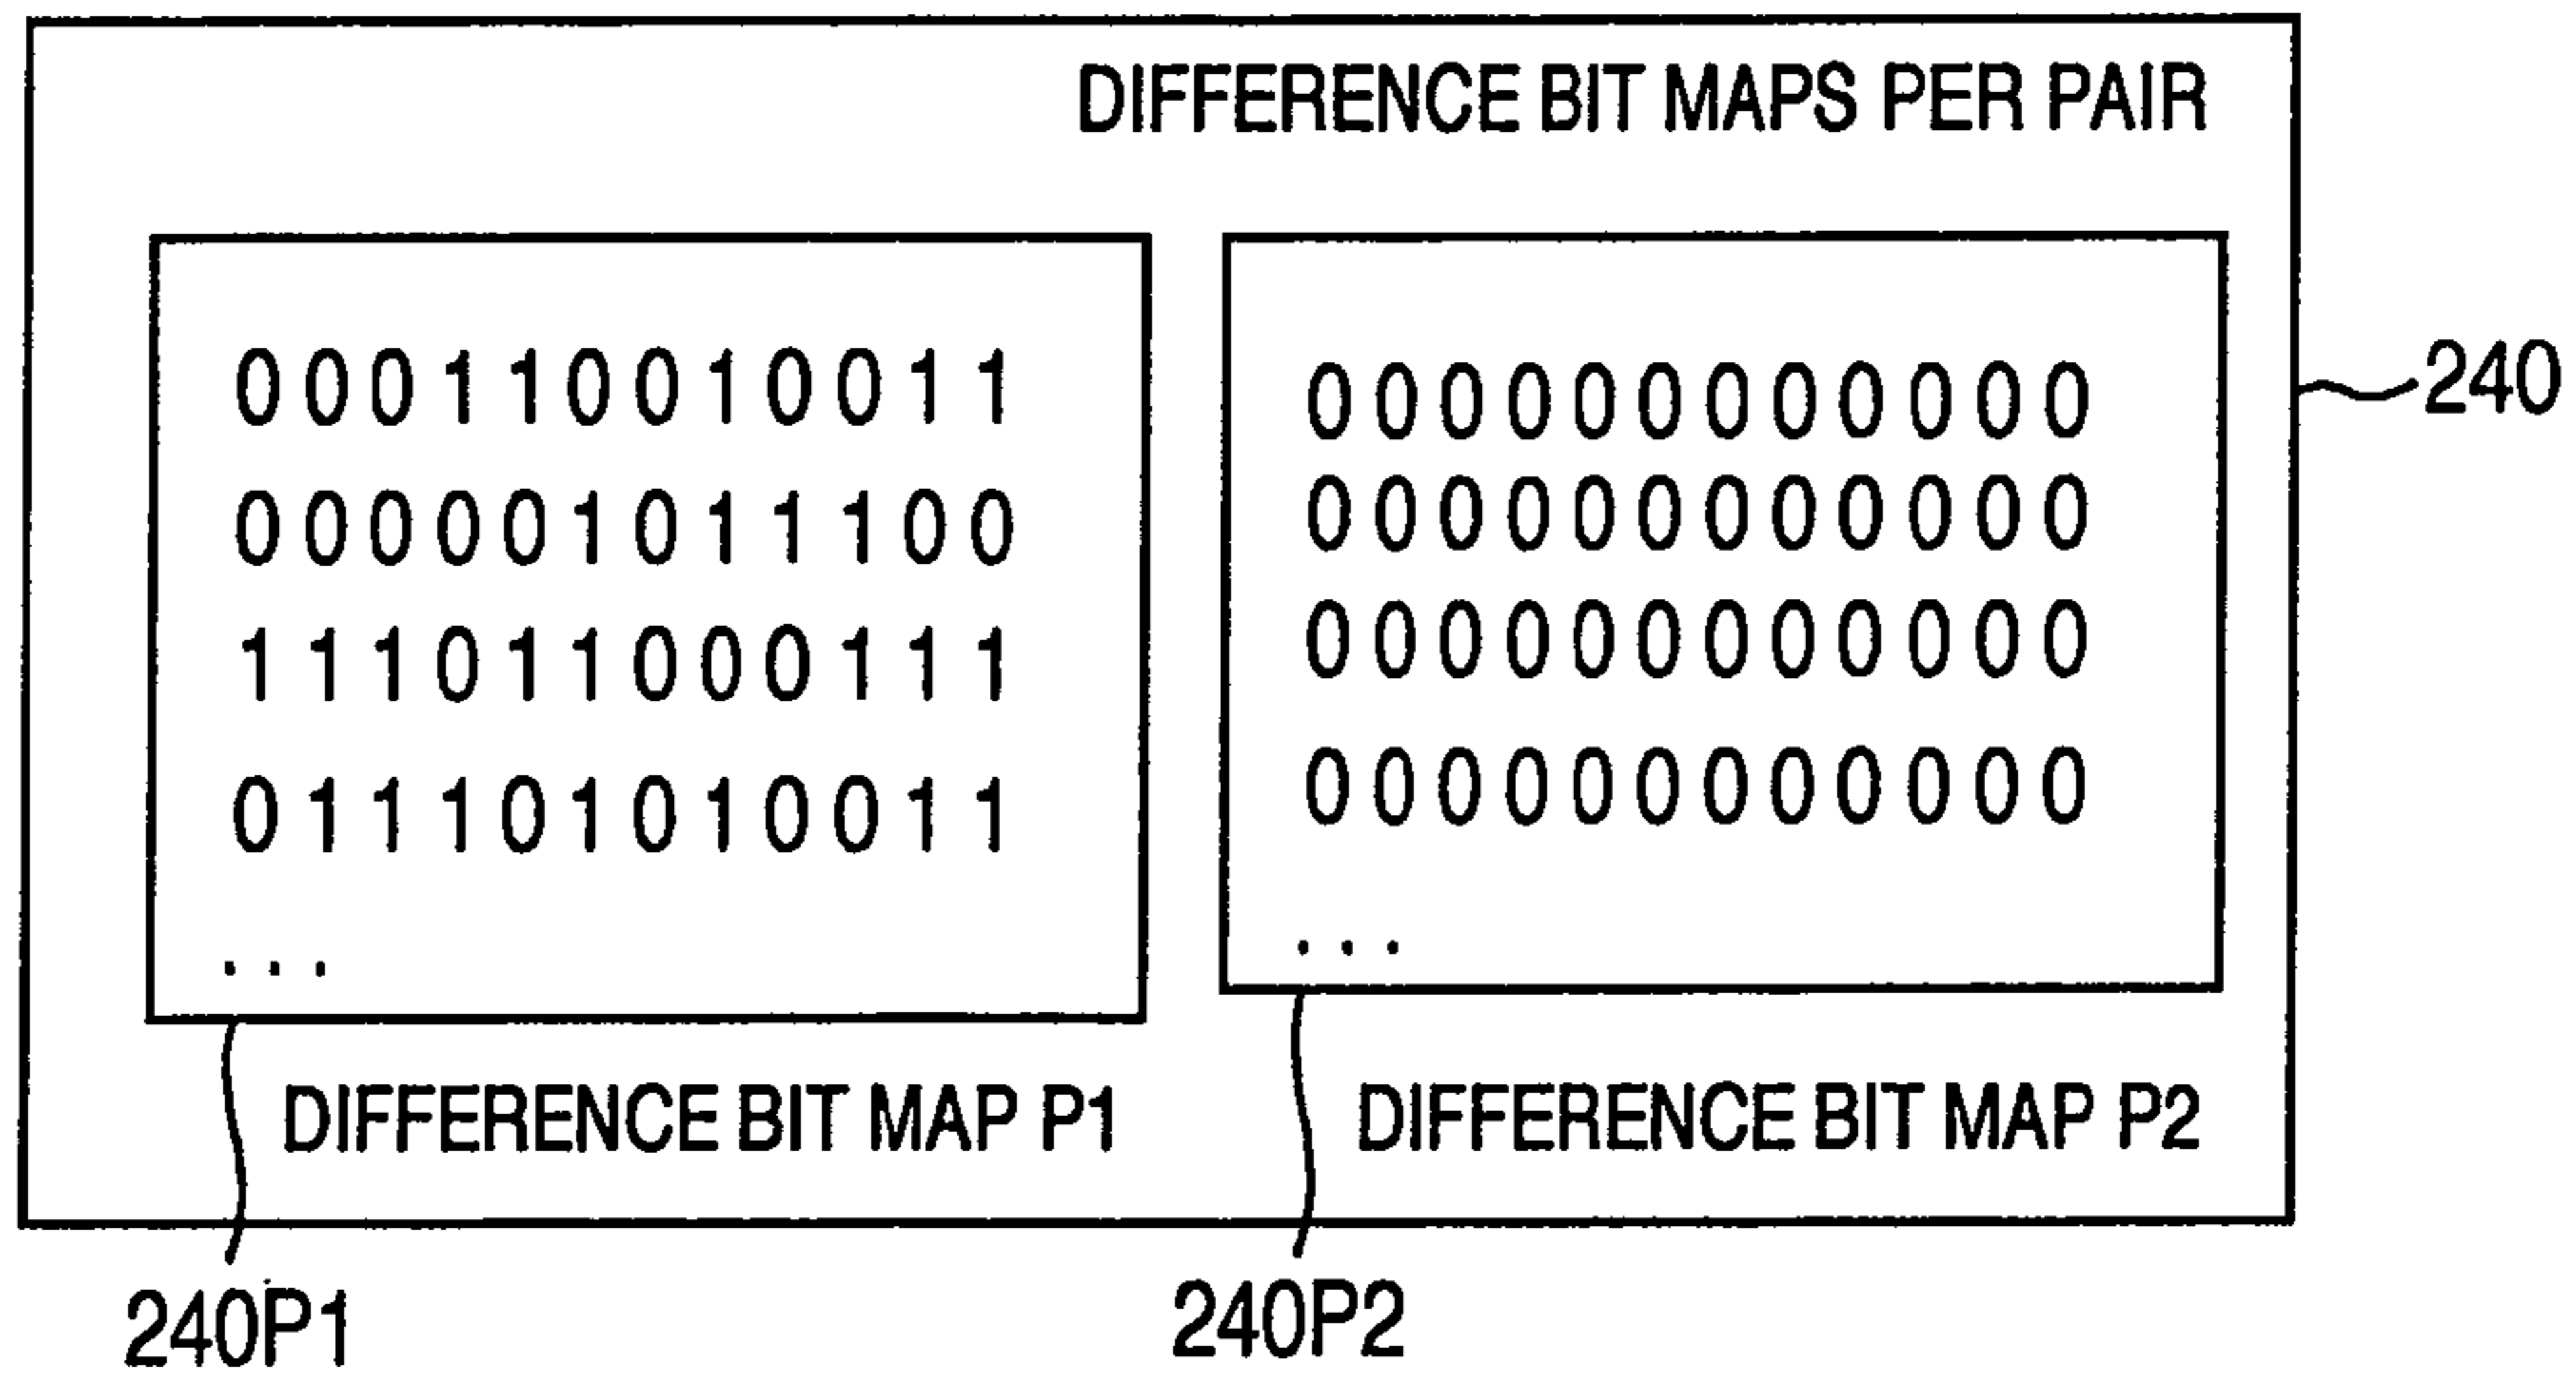 DIFFERENCE BIT MAPS PER PAIR
0 0 0 1 1 0 0 1 0 0 1 1
0 0 0 0 0 1 0 1 1 1 0 0
1 1 1 0 1 1 0 0 0 1 1 1
0 1 1 1 0 1 0 1 0 0 1 1
...
DIFFERENCE BIT MAP P1
240P1
0 0 0 0 0 0 0 0 0 0 0 0
0 0 0 0 0 0 0 0 0 0 0 0
0 0 0 0 0 0 0 0 0 0 0 0
0 0 0 0 0 0 0 0 0 0 0 0
...
DIFFERENCE BIT MAP P2
240P2
240